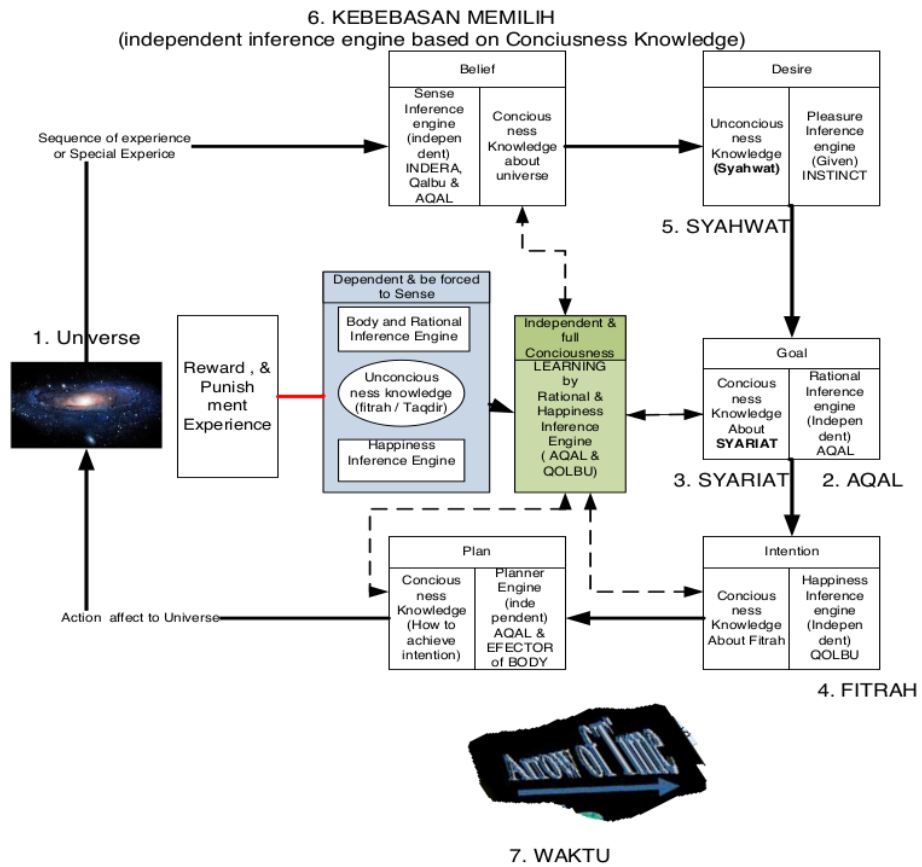 6. KEBEBASAN MEMILIH
(independent inference engine based on Conciusness Knowledge)
Belief
Sense
Inference
engine
(indepen
dent)
INDERA,
Qalbu &
AQAL
Concious
ness
Knowledge
about
universe
Desire
Unconcious
ness
Knowledge
(Syahwat)
Pleasure
Inference
engine
(Given)
INSTINCT
Sequence of experience
or Special Experice
5. SYAHWAT
1. Universe
Reward , &
Punish
ment
Experience
Dependent & be forced
to Sense
Body and Rational
Inference Engine
Unconcious
ness knowledge
(fitrah / Taqdir)
Happiness
Inference Engine
Independent &
full
Conciousness
LEARNING
by
Rational &
Happiness
Inference
Engine
( AQAL &
QOLBU)
Goal
Concious
ness
Knowledge
About
SYARIAT
Rational
Inference
engine
(Indepen
dent)
AQAL
3. SYARIAT
2. AQAL
Plan
Concious
ness
Knowledge
(How to
achieve
intention)
Planner
Engine
(inde
pendent)
AQAL &
EFECTOR
of BODY
Intention
Concious
ness
Knowledge
About Fitrah
Happiness
Inference
engine
(Indepen
dent)
QOLBU
Action affect to Universe
4. FITRAH
Arrow of Time
7. WAKTU